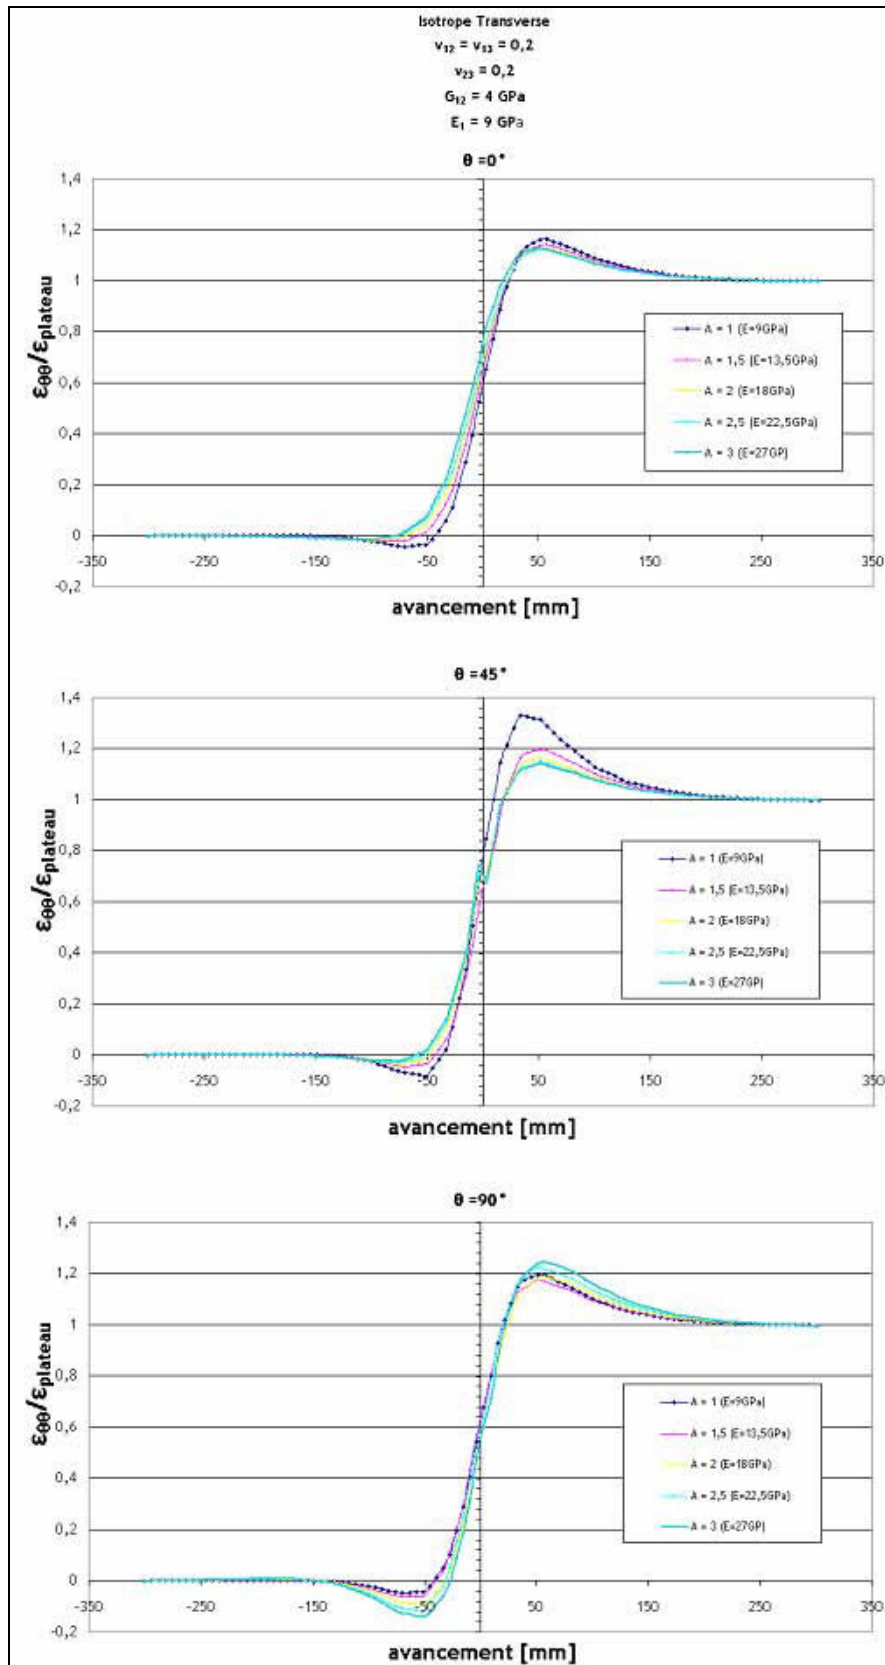 Isotrope Transverse
ν12 = ν13 = 0,2
ν23 = 0,2
G12 = 4 GPa
E1 = 9 GPa
θ =0°
1,4
1,2
1
0,8
0,6
0,4
0,2
0
-0,2
εθθ/εplateau
-350
-250
-150
-50
50
150
250
350
A = 1 (E=9GPa)
A = 1,5 (E=13,5GPa)
A = 2 (E=18GPa)
A = 2,5 (E=22,5GPa)
A = 3 (E=27GP)
avancement [mm]
θ =45°
1,4
1,2
1
0,8
0,6
0,4
0,2
0
-0,2
εθθ/εplateau
-350
-250
-150
-50
50
150
250
350
A = 1 (E=9GPa)
A = 1,5 (E=13,5GPa)
A = 2 (E=18GPa)
A = 2,5 (E=22,5GPa)
A = 3 (E=27GP)
avancement [mm]
θ =90°
1,4
1,2
1
0,8
0,6
0,4
0,2
0
-0,2
εθθ/εplateau
-350
-250
-150
-50
50
150
250
350
A = 1 (E=9GPa)
A = 1,5 (E=13,5GPa)
A = 2 (E=18GPa)
A = 2,5 (E=22,5GPa)
A = 3 (E=27GP)
avancement [mm]